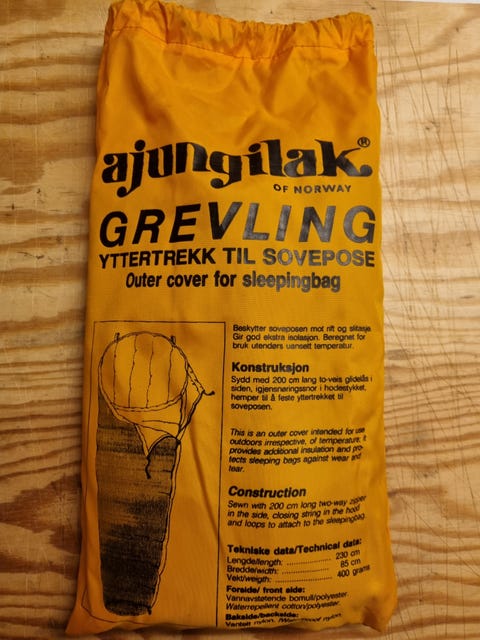 ajungilak®
OF NORWAY
GREVLING
YTTERTREKK TIL SOVEPOSE
Outer cover for sleepingbag
Beskytter soveposen mot rift og slitasje.
Gir god ekstra isolasjon. Beregnet for
bruk utendørs uansett temperatur.
Konstruksjon
Sydd med 200 cm lang to-veis glidelås i
siden, igjensnøringssnor i hodestykket,
hemper til å feste yttertrekket til
soveposen.
This is an outer cover intended for use
outdoors irrespective, of temperature, it
provides additional insulation and pro-
tects sleeping bags against wear and
tear.
Construction
Sewn with 200 cm long two-way zipper
in the side, closing string in the hood
and loops to attach to the sleepingbag.
Tekniske data/Technical data:
Lengde/length: .................. 230 cm
Bredde/width: .................. 85 cm
Vekt/weigth: .................. 400 grams
Forside/ front side:
Vannavstøtende bomull/polyester.
Waterrepellent cotton/polyester.
Bakside/backside:
nylon. nylon.